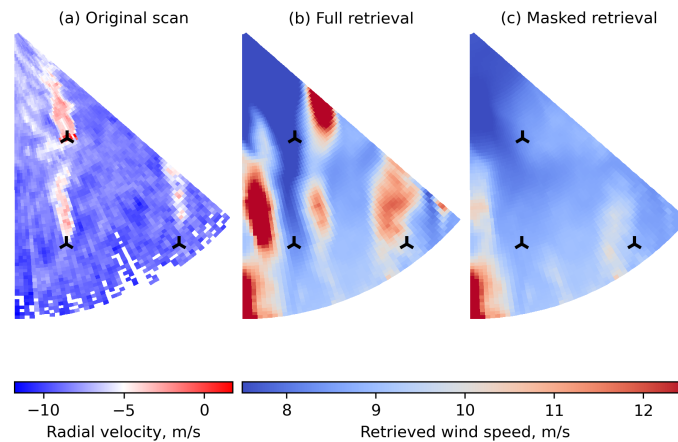 (a) Original scan (b) Full retrieval (c) Masked retrieval
−10 −5 0 8 9 10 11 12
Radial velocity, m/s Retrieved wind speed, m/s